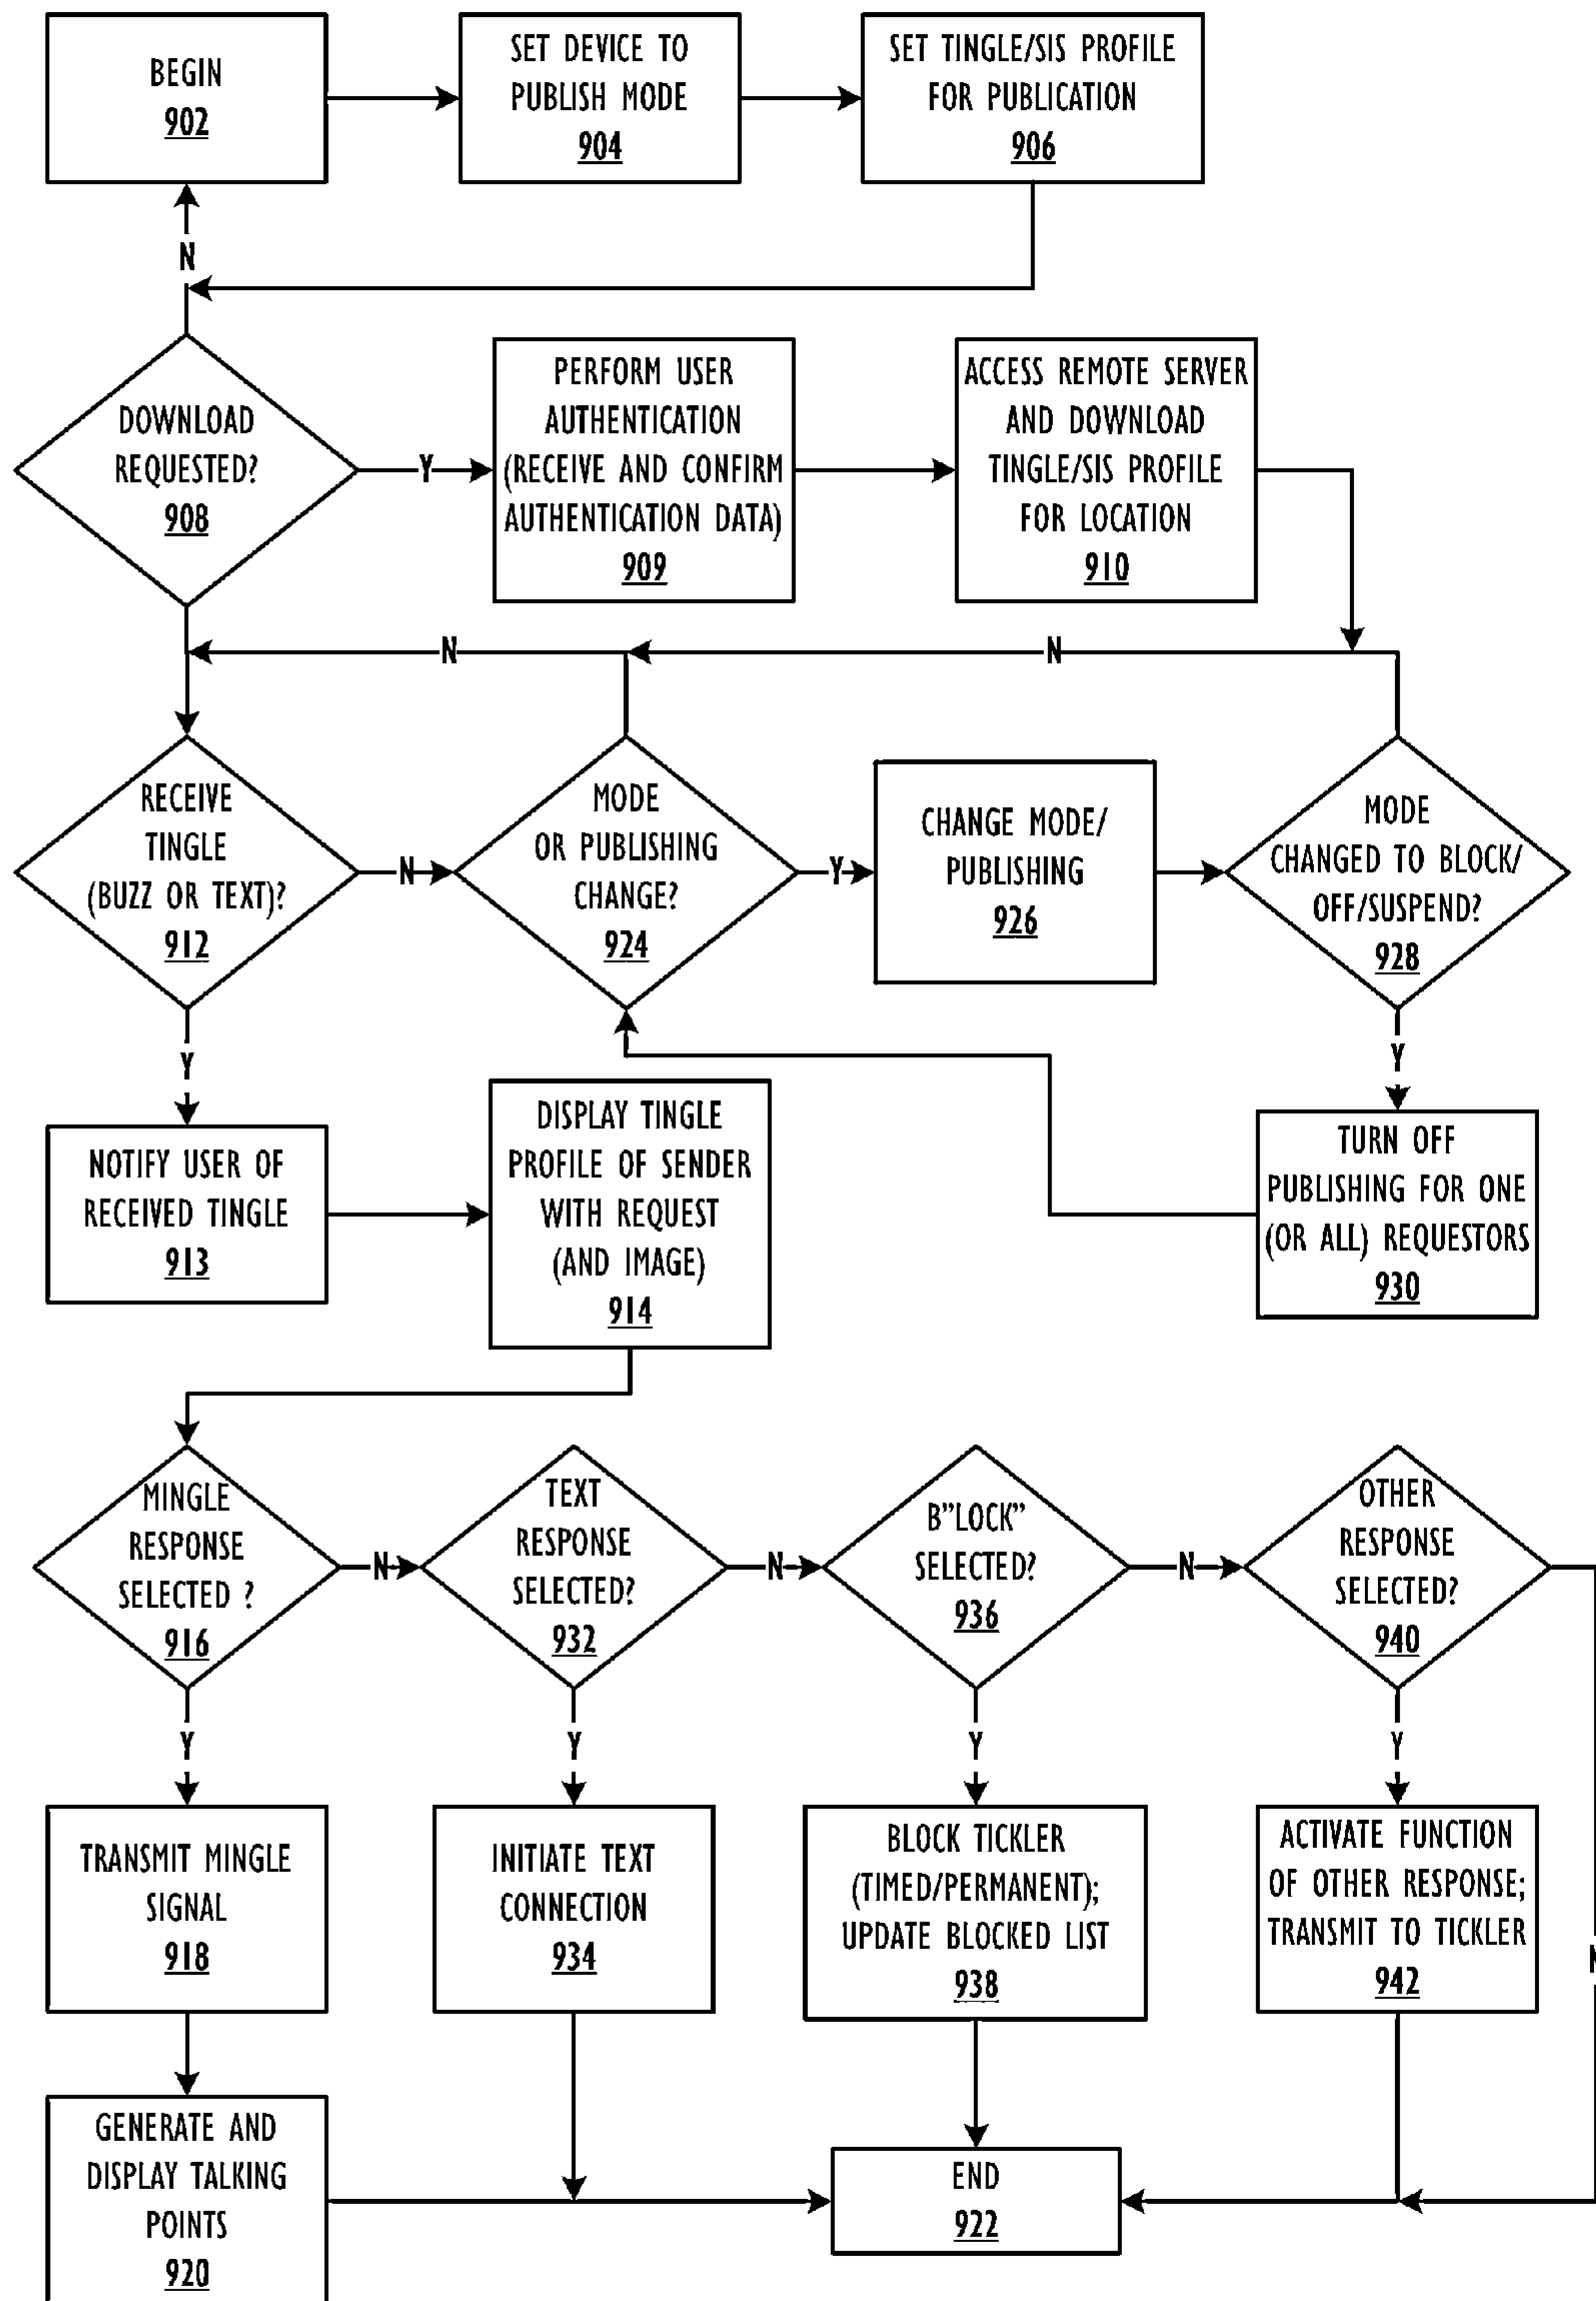 BEGIN
902
SET DEVICE TO
PUBLISH MODE
904
SET TINGLE/SIS PROFILE
FOR PUBLICATION
906
N
DOWNLOAD
REQUESTED?
908
Y
PERFORM USER
AUTHENTICATION
(RECEIVE AND CONFIRM
AUTHENTICATION DATA)
909
ACCESS REMOTE SERVER
AND DOWNLOAD
TINGLE/SIS PROFILE
FOR LOCATION
910
N
N
RECEIVE
TINGLE
(BUZZ OR TEXT)?
912
N
MODE
OR PUBLISHING
CHANGE?
924
Y
CHANGE MODE/
PUBLISHING
926
MODE
CHANGED TO BLOCK/
OFF/SUSPEND?
928
Y
Y
NOTIFY USER OF
RECEIVED TINGLE
913
DISPLAY TINGLE
PROFILE OF SENDER
WITH REQUEST
(AND IMAGE)
914
TURN OFF
PUBLISHING FOR ONE
(OR ALL) REQUESTORS
930
MINGLE
RESPONSE
SELECTED ?
916
N
TEXT
RESPONSE
SELECTED?
932
N
B”LOCK”
SELECTED?
936
N
OTHER
RESPONSE
SELECTED?
940
Y
Y
Y
Y
N
TRANSMIT MINGLE
SIGNAL
918
INITIATE TEXT
CONNECTION
934
BLOCK TICKLER
(TIMED/PERMANENT);
UPDATE BLOCKED LIST
938
ACTIVATE FUNCTION
OF OTHER RESPONSE;
TRANSMIT TO TICKLER
942
GENERATE AND
DISPLAY TALKING
POINTS
920
END
922